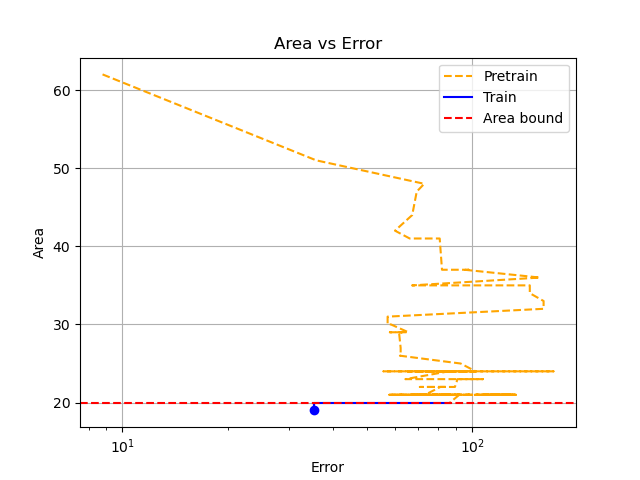 Area vs Error
Pretrain
Train
Area bound
Area
60
50
40
30
20
10¹
10²
Error